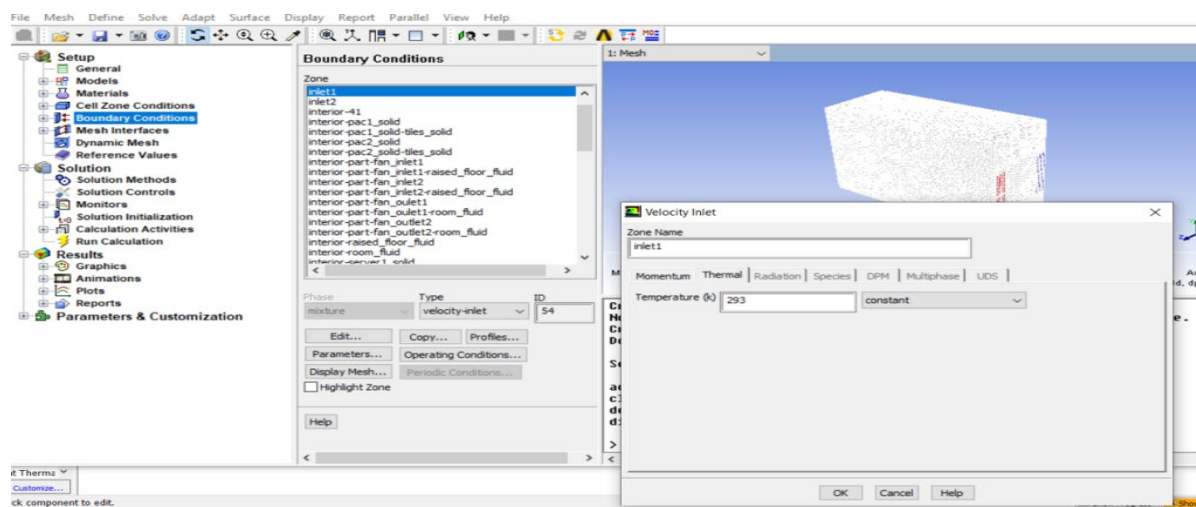 File Mesh Define Solve Adapt Surface Display Report Parallel View Help
Setup
General
Models
Materials
Cell Zone Conditions
Boundary Conditions
Mesh Interfaces
Dynamic Mesh
Reference Values
Solution
Solution Methods
Solution Controls
Monitors
Solution Initialization
Calculation Activities
Run Calculation
Results
Graphics
Animations
Plots
Reports
Parameters & Customization
Boundary Conditions
Zone
inlet1
inlet2
interior-41
interior-pac1_solid
interior-pac1_solid-tiles_solid
interior-pac2_solid
interior-pac2_solid-tiles_solid
interior-part-fan_inlet1
interior-part-fan_inlet1-raised_floor_fluid
interior-part-fan_inlet2
interior-part-fan_inlet2-raised_floor_fluid
interior-part-fan_oulet1
interior-part-fan_oulet1-room_fluid
interior-part-fan_outlet2
interior-part-fan_outlet2-room_fluid
interior-raised_floor_fluid
interior-room_fluid
interior-server1_solid
Phase Type ID
mixture velocity-inlet 54
Edit... Copy... Profiles...
Parameters... Operating Conditions...
Display Mesh... Periodic Conditions...
Highlight Zone
Help
1: Mesh
Velocity Inlet
Zone Name
inlet1
Momentum Thermal Radiation Species DPM Multiphase UDS
Temperature (k) 293 constant
OK Cancel Help
Customize...
ck component to edit.